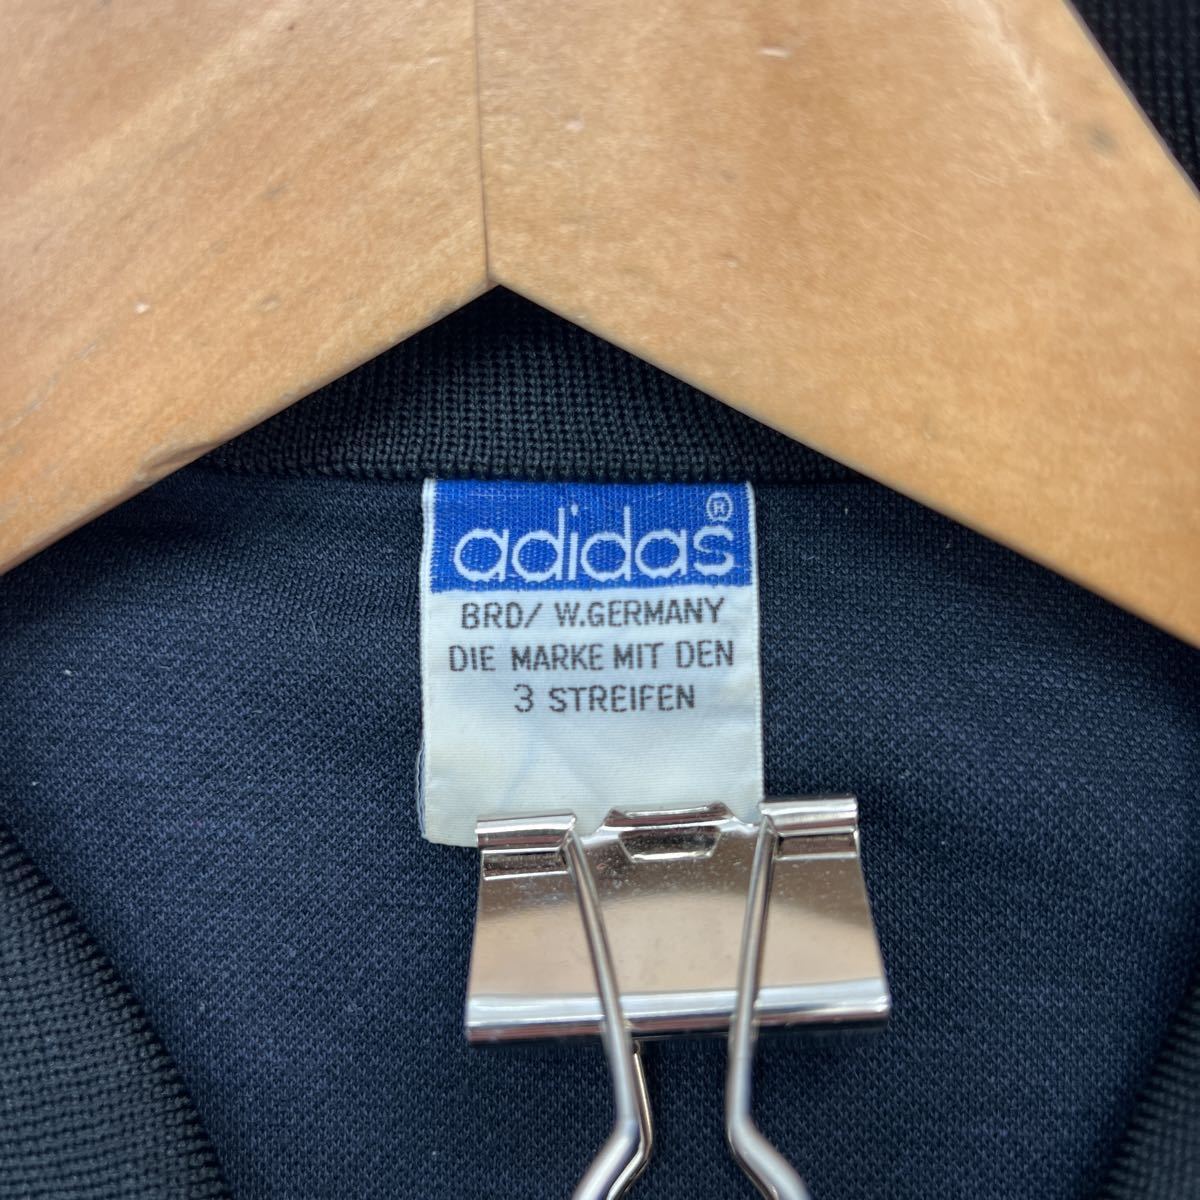 adidas®
BRD/ W.GERMANY
DIE MARKE MIT DEN
3 STREIFEN